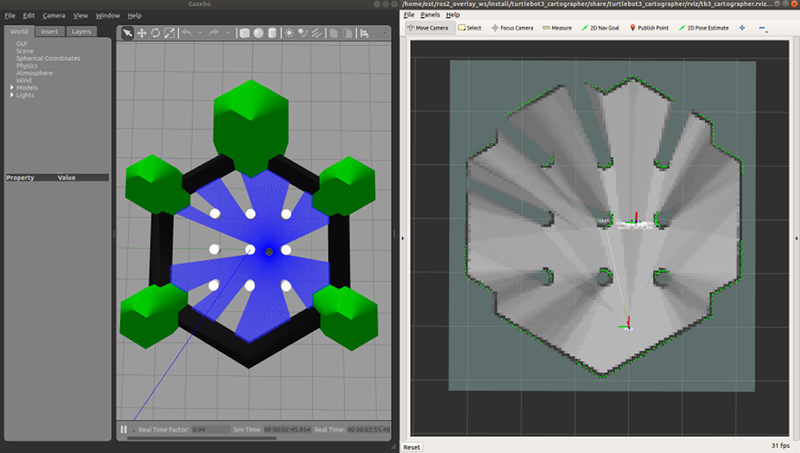 Gazebo
File Edit Camera View Window Help
World Insert Layers
GUI
Scene
Spherical Coordinates
Physics
Atmosphere
Wind
Models
Lights
Property Value
Real Time Factor: 0.94 Sim Time: 00 00:02:45.934 Real Time: 00 00:02:55.48
/home/ost/ros2_overlay_ws/install/turtlebot3_cartographer/share/turtlebot3_cartographer/rviz/tb3_cartographer.rviz...
File Panels Help
Move Camera Select Focus Camera Measure 2D Nav Goal Publish Point 2D Pose Estimate
Reset 31 fps